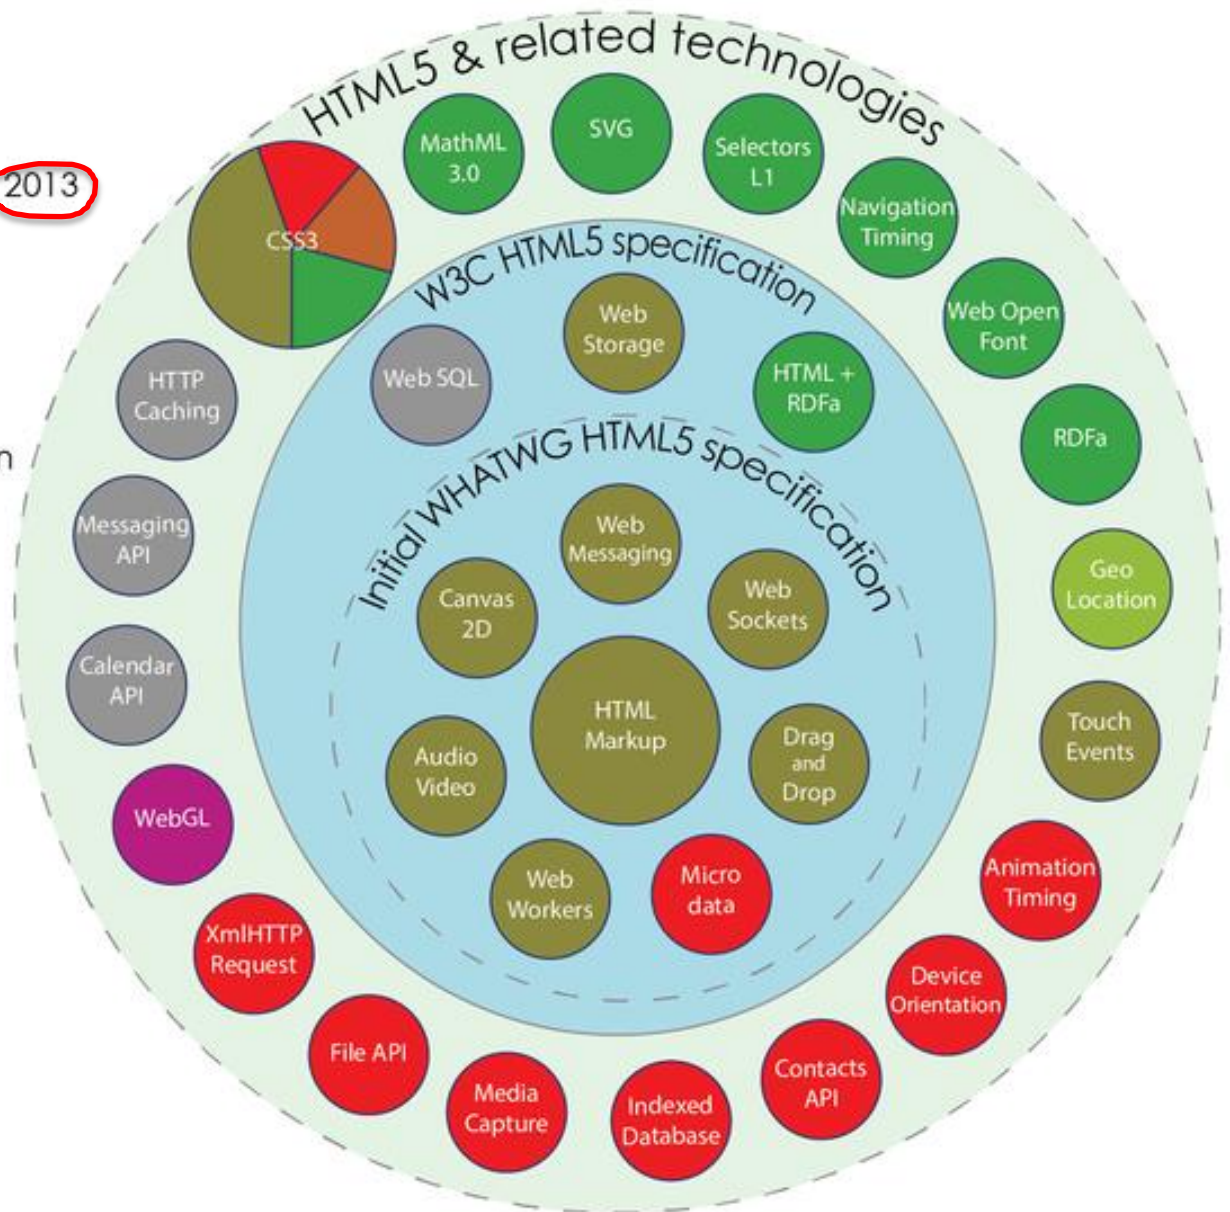 HTML5 & related technologies
2013
MathML
3.0
SVG
Selectors
L1
Navigation
Timing
CSS3
W3C HTML5 specification
Web Open
Font
Web
Storage
Web SQL
HTML +
RDFa
HTTP
Caching
RDFa
n
Initial WHATWG HTML5 specification
Messaging
API
Web
Messaging
Canvas
2D
Web
Sockets
Geo
Location
Calendar
API
HTML
Markup
Touch
Events
Audio
Video
Drag
and
Drop
WebGL
Web
Workers
Micro
data
Animation
Timing
XmlHTTP
Request
Device
Orientation
File API
Media
Capture
Indexed
Database
Contacts
API